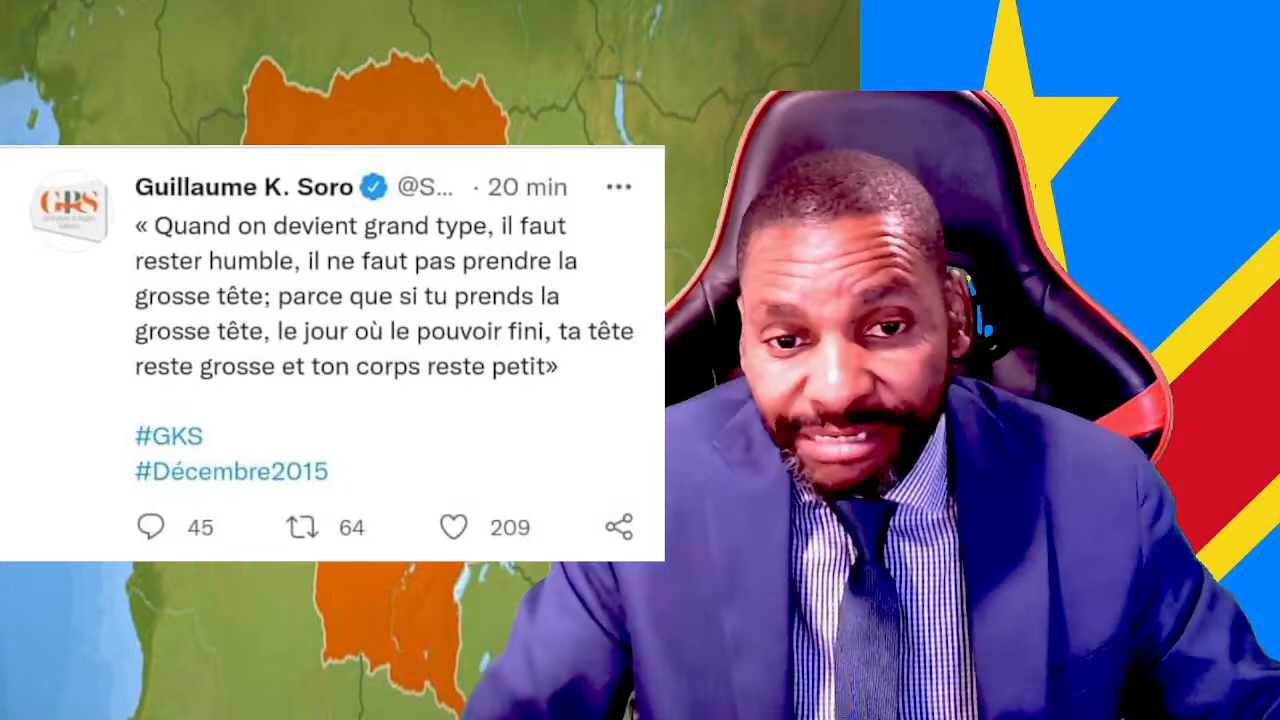 GPS
Guillaume K. Soro @S... · 20 min
« Quand on devient grand type, il faut
rester humble, il ne faut pas prendre la
grosse tête; parce que si tu prends la
grosse tête, le jour où le pouvoir fini, ta tête
reste grosse et ton corps reste petit»
#GKS
#Décembre2015
45 64 209